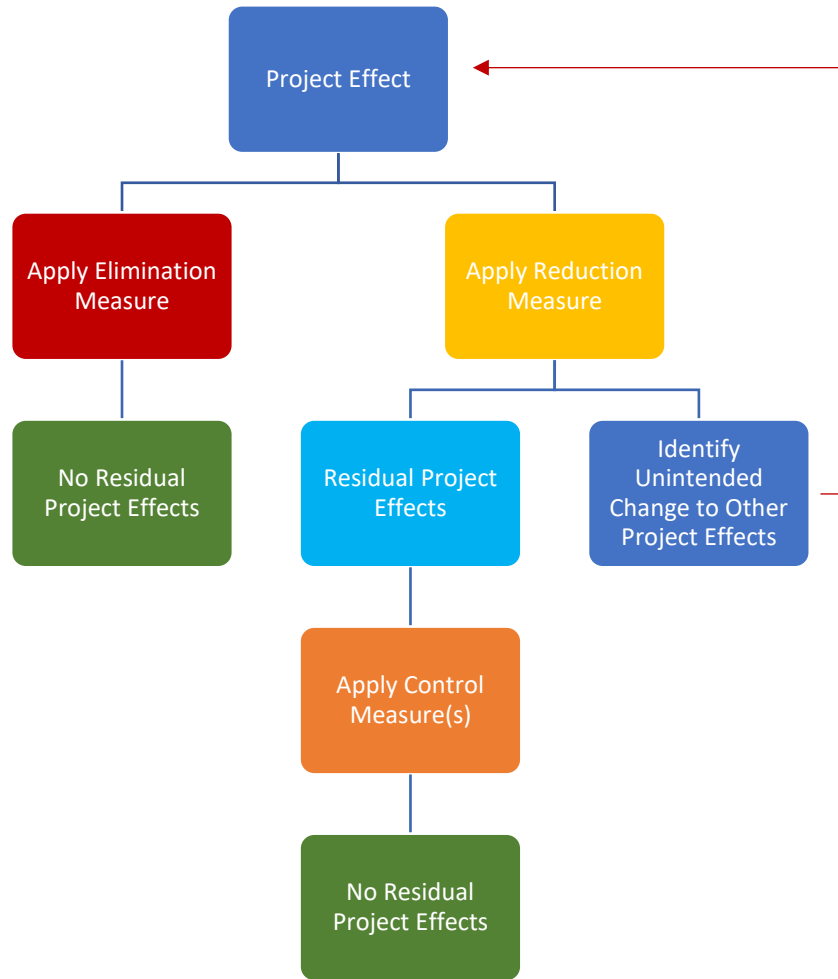 Project Effect
Apply Elimination
Measure
Apply Reduction
Measure
No Residual
Project Effects
Residual Project
Effects
Identify
Unintended
Change to Other
Project Effects
Apply Control
Measure(s)
No Residual
Project Effects